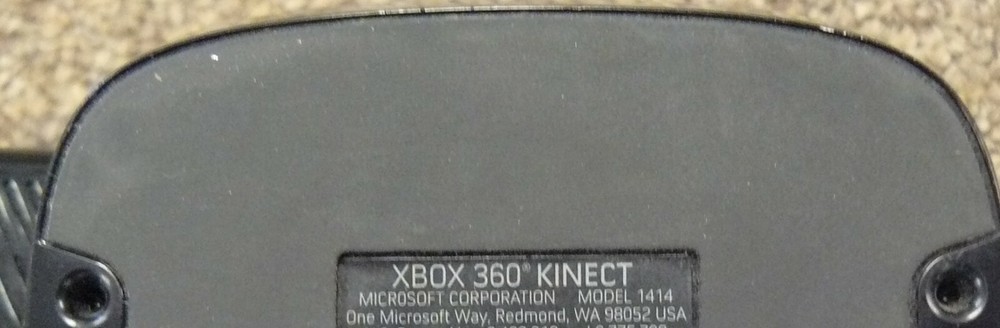 XBOX 360® KINECT
MICROSOFT CORPORATION MODEL 1414
One Microsoft Way, Redmond, WA 98052 USA